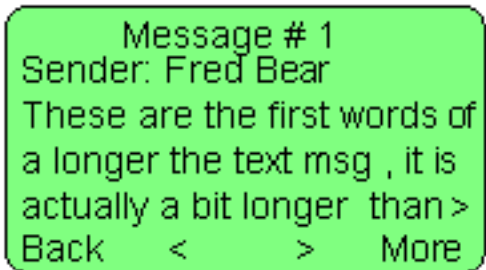 Message # 1
Sender: Fred Bear
These are the first words of
a longer the text msg , it is
actually a bit longer than >
Back < > More